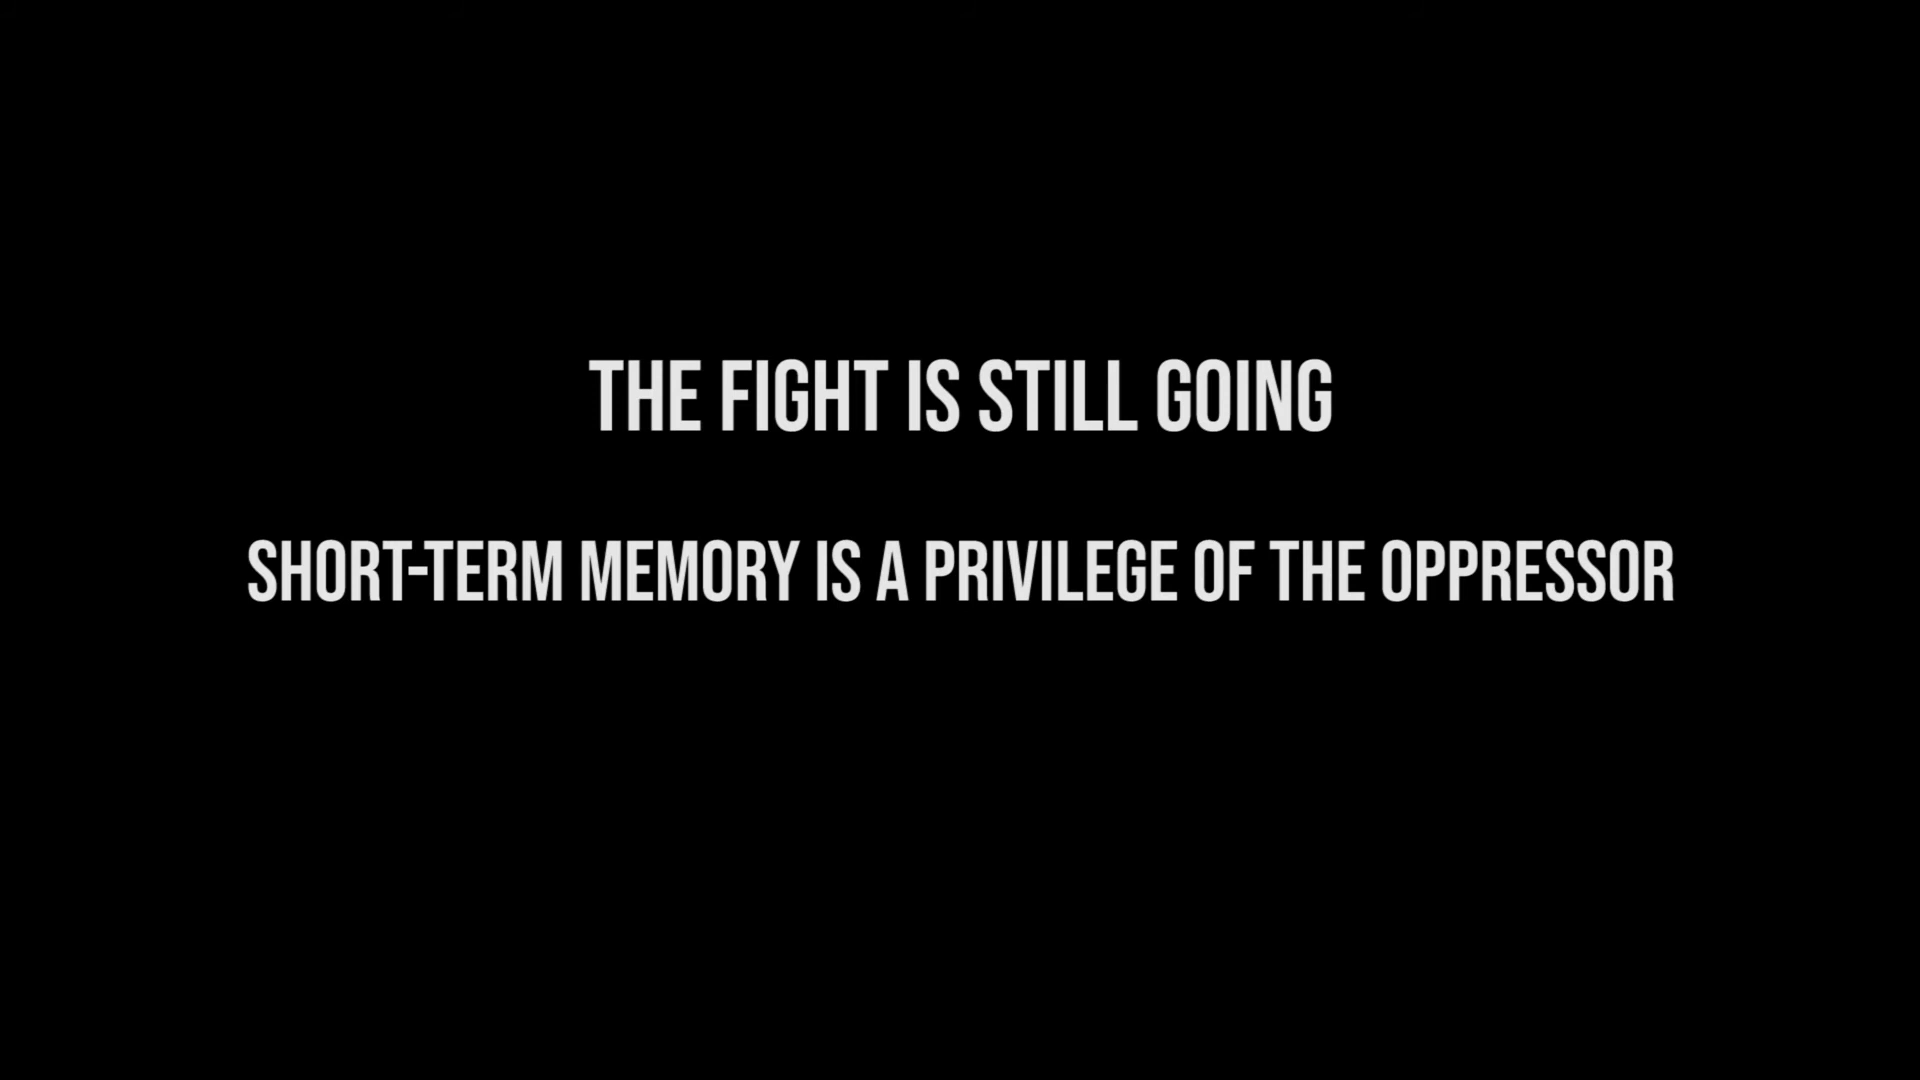 THE FIGHT IS STILL GOING
SHORT-TERM MEMORY IS A PRIVILEGE OF THE OPPRESSOR